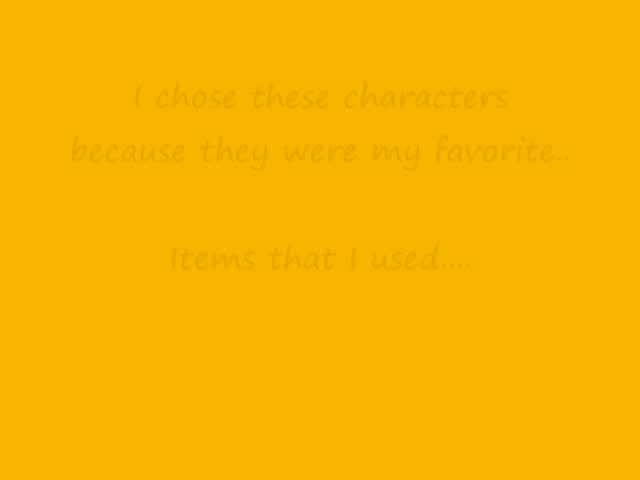 I chose these characters
because they were my favorite..
Items that I used....